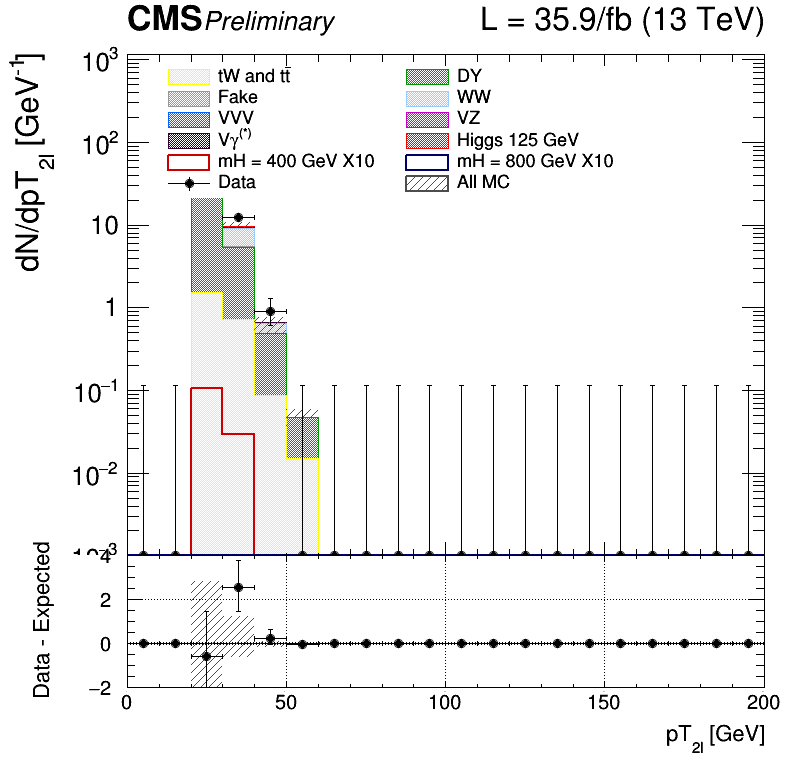 CMS Preliminary L = 35.9/fb (13 TeV)
dN/dpT_2l [GeV^-1]
10^3
10^2
10
1
10^-1
10^-2
tW and tt̄ DY
Fake WW
VVV VZ
Vγ^(*) Higgs 125 GeV
mH = 400 GeV X10 mH = 800 GeV X10
Data All MC
Data - Expected
4
2
0
−2
0 50 100 150 200
pT_2l [GeV]